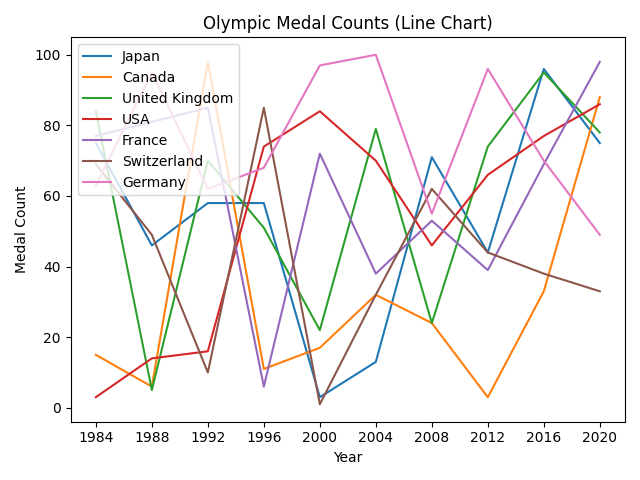 Olympic Medal Counts (Line Chart)
Japan
Canada
United Kingdom
USA
France
Switzerland
Germany
Medal Count
100
80
60
40
20
0
1984 1988 1992 1996 2000 2004 2008 2012 2016 2020
Year